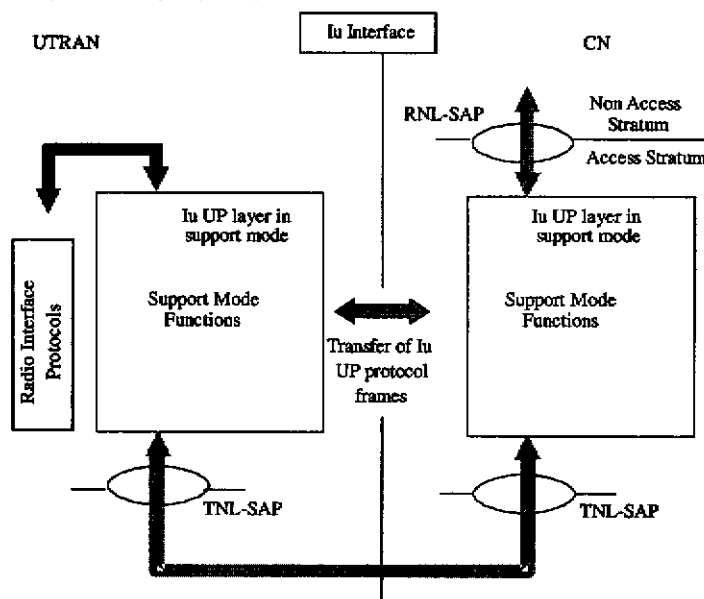 UTRAN
Iu Interface
CN
RNL-SAP
Non Access
Stratum
Access Stratum
Iu UP layer in
support mode
Support Mode
Functions
Radio Interface
Protocols
Transfer of Iu
UP protocol
frames
Iu UP layer in
support mode
Support Mode
Functions
TNL-SAP
TNL-SAP